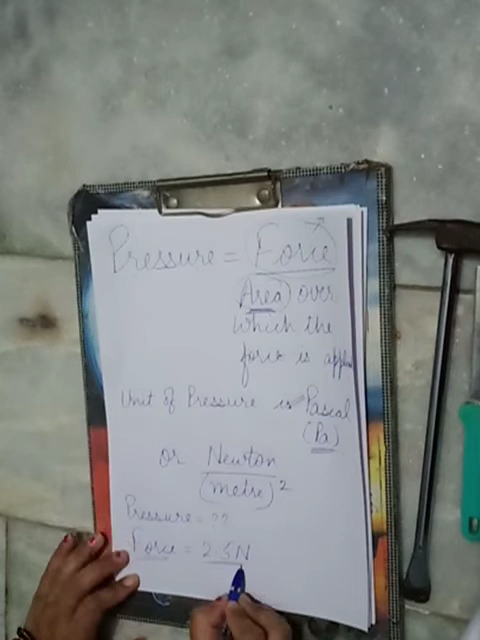 Pressure = Force
Area over
which the
force is
Unit of Pressure is Pascal
(Pa)
or Newton
(metre)²
Pressure = ??
Force = 2.5N